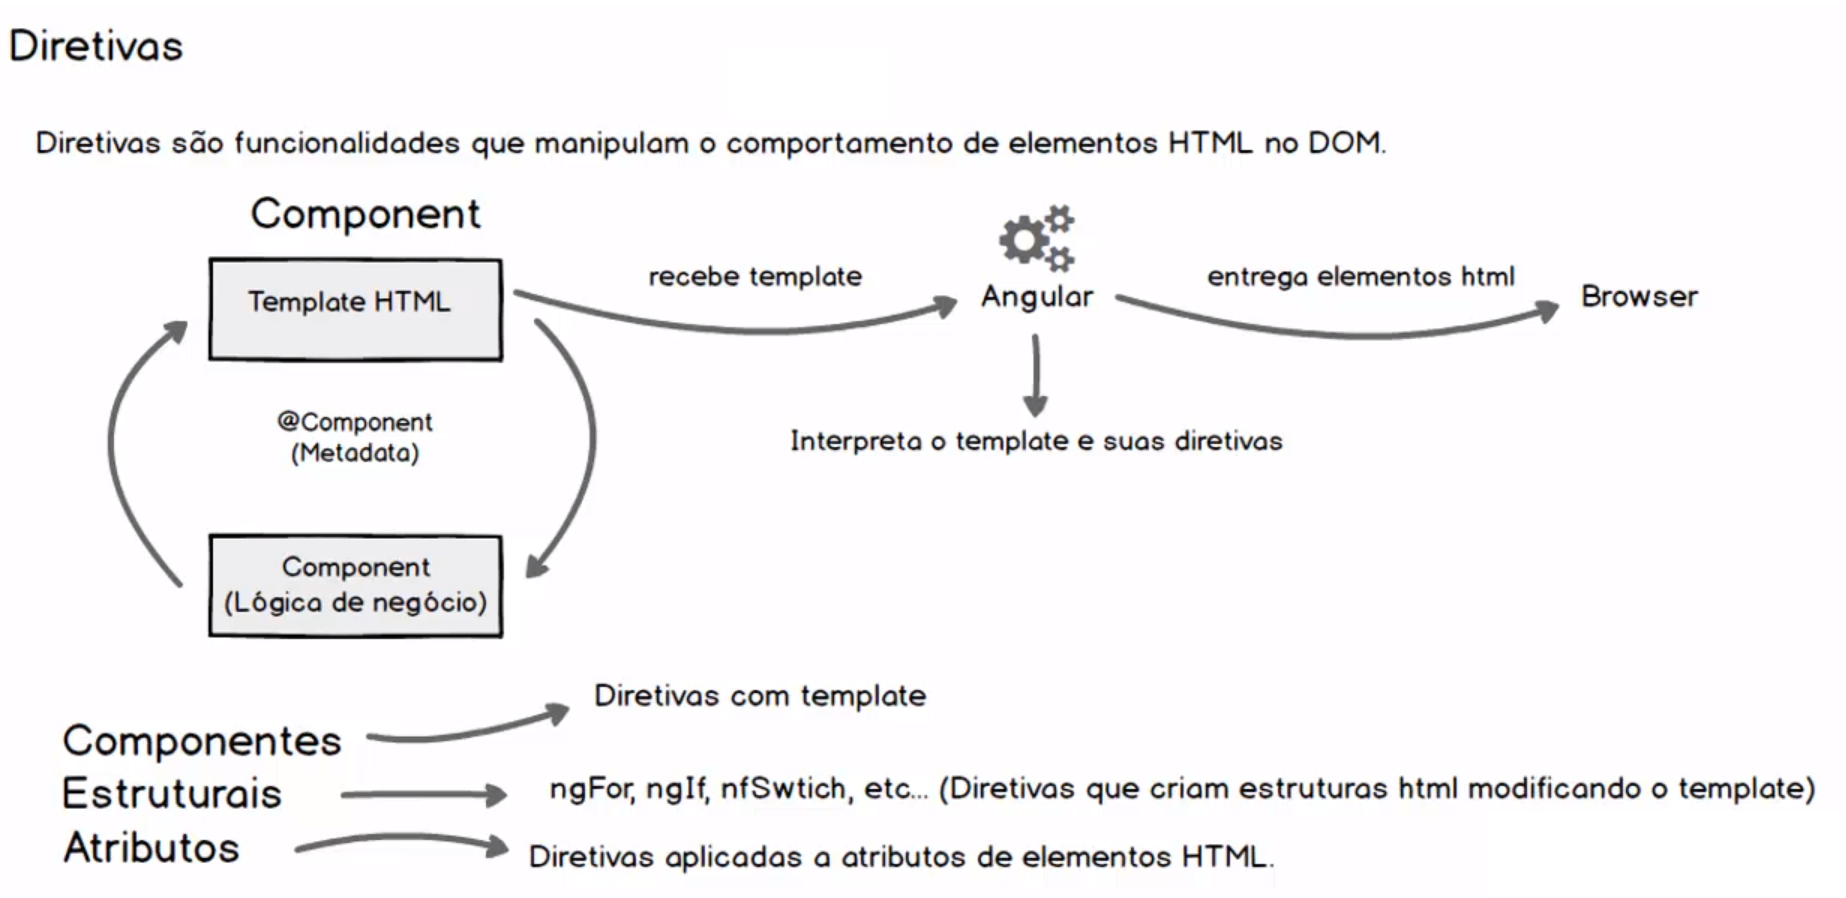 Diretivas
Diretivas são funcionalidades que manipulam o comportamento de elementos HTML no DOM.
Component
Template HTML
@Component
(Metadata)
Component
(Lógica de negócio)
recebe template
Angular
entrega elementos html
Browser
Interpreta o template e suas diretivas
Componentes
Diretivas com template
Estruturais
ngFor, ngIf, nfSwtich, etc... (Diretivas que criam estruturas html modificando o template)
Atributos
Diretivas aplicadas a atributos de elementos HTML.